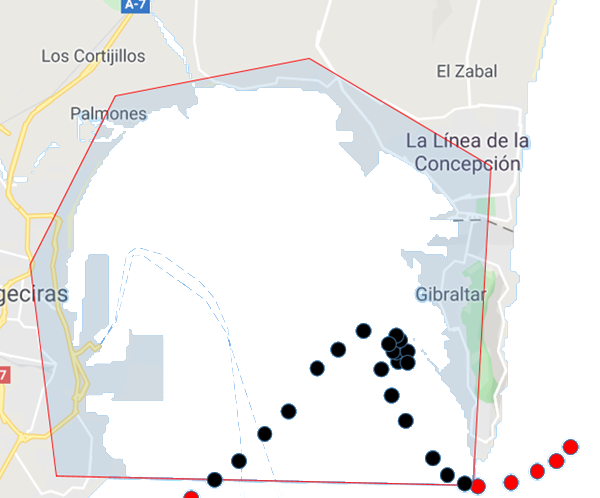 A-7
Los Cortijillos
El Zabal
Palmones
La Línea de la
Concepción
geciras
Gibraltar
7